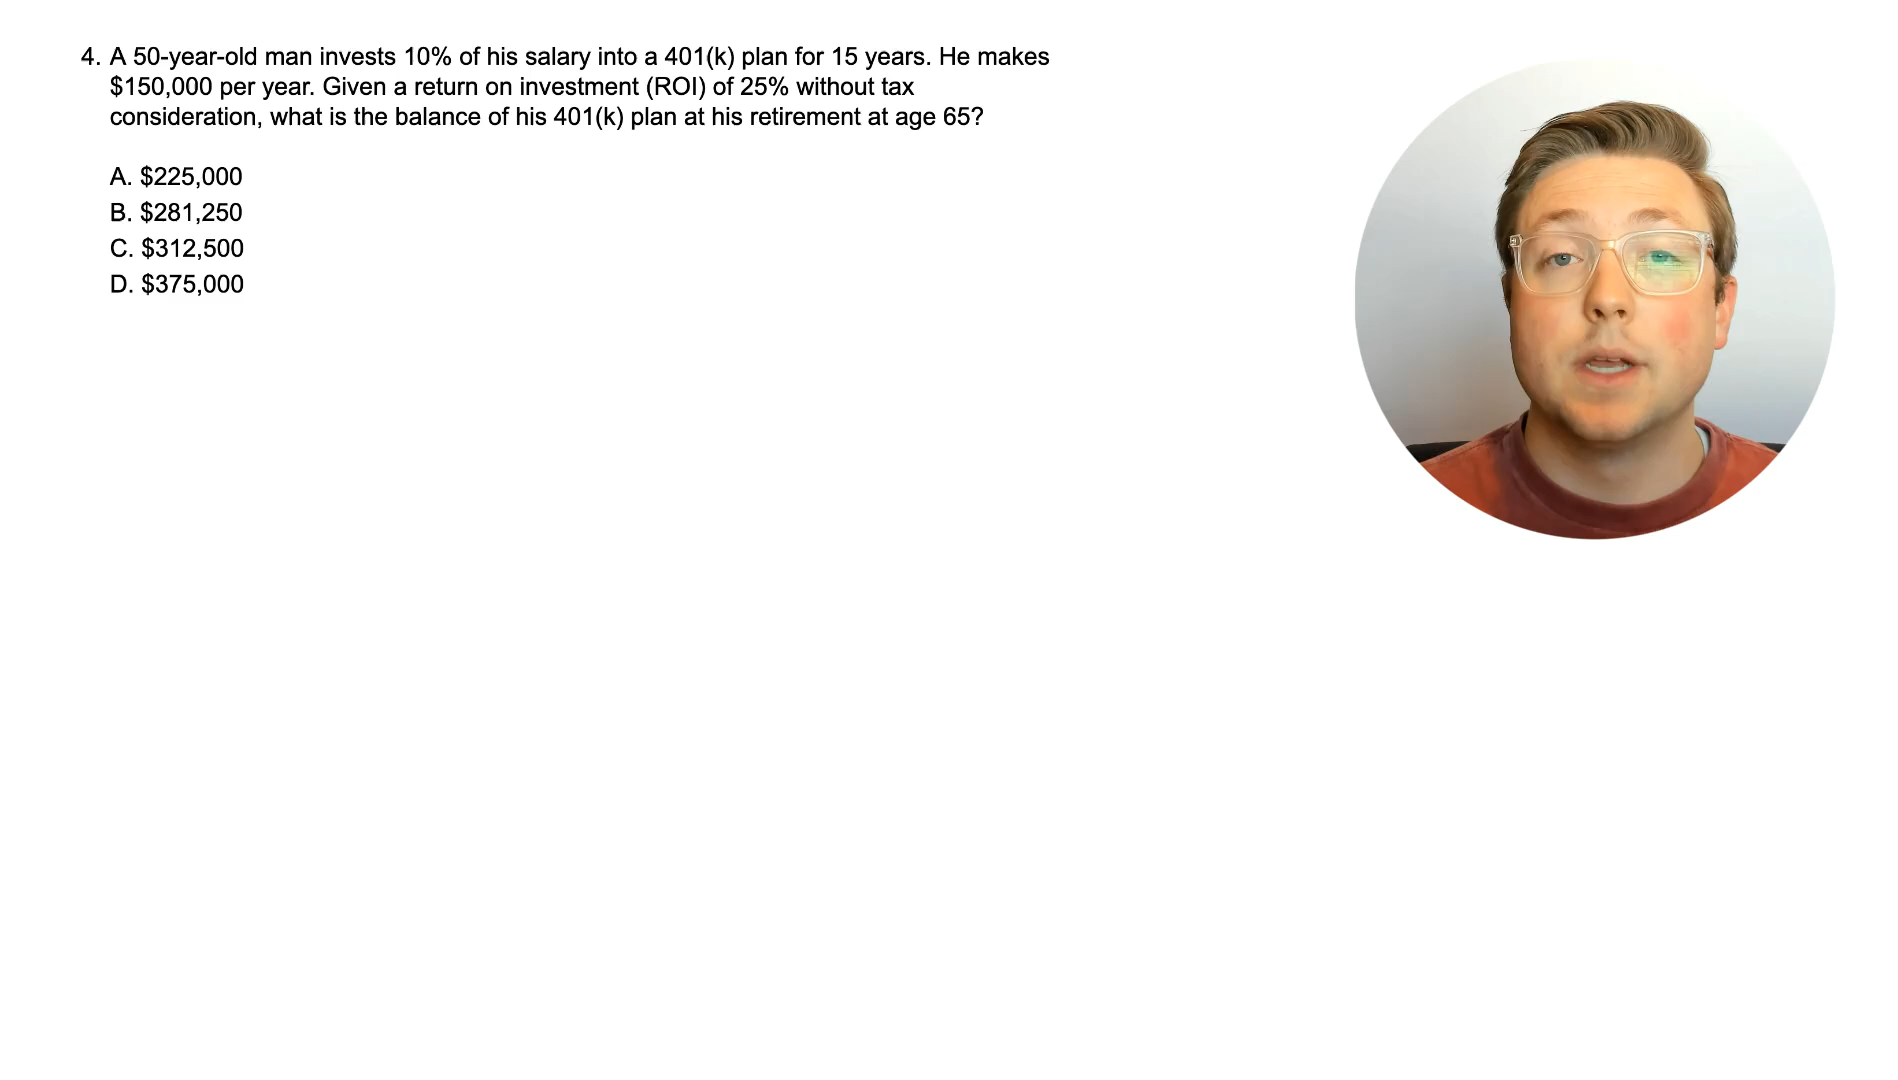 4. A 50-year-old man invests 10% of his salary into a 401(k) plan for 15 years. He makes
$150,000 per year. Given a return on investment (ROI) of 25% without tax
consideration, what is the balance of his 401(k) plan at his retirement at age 65?
A. $225,000
B. $281,250
C. $312,500
D. $375,000